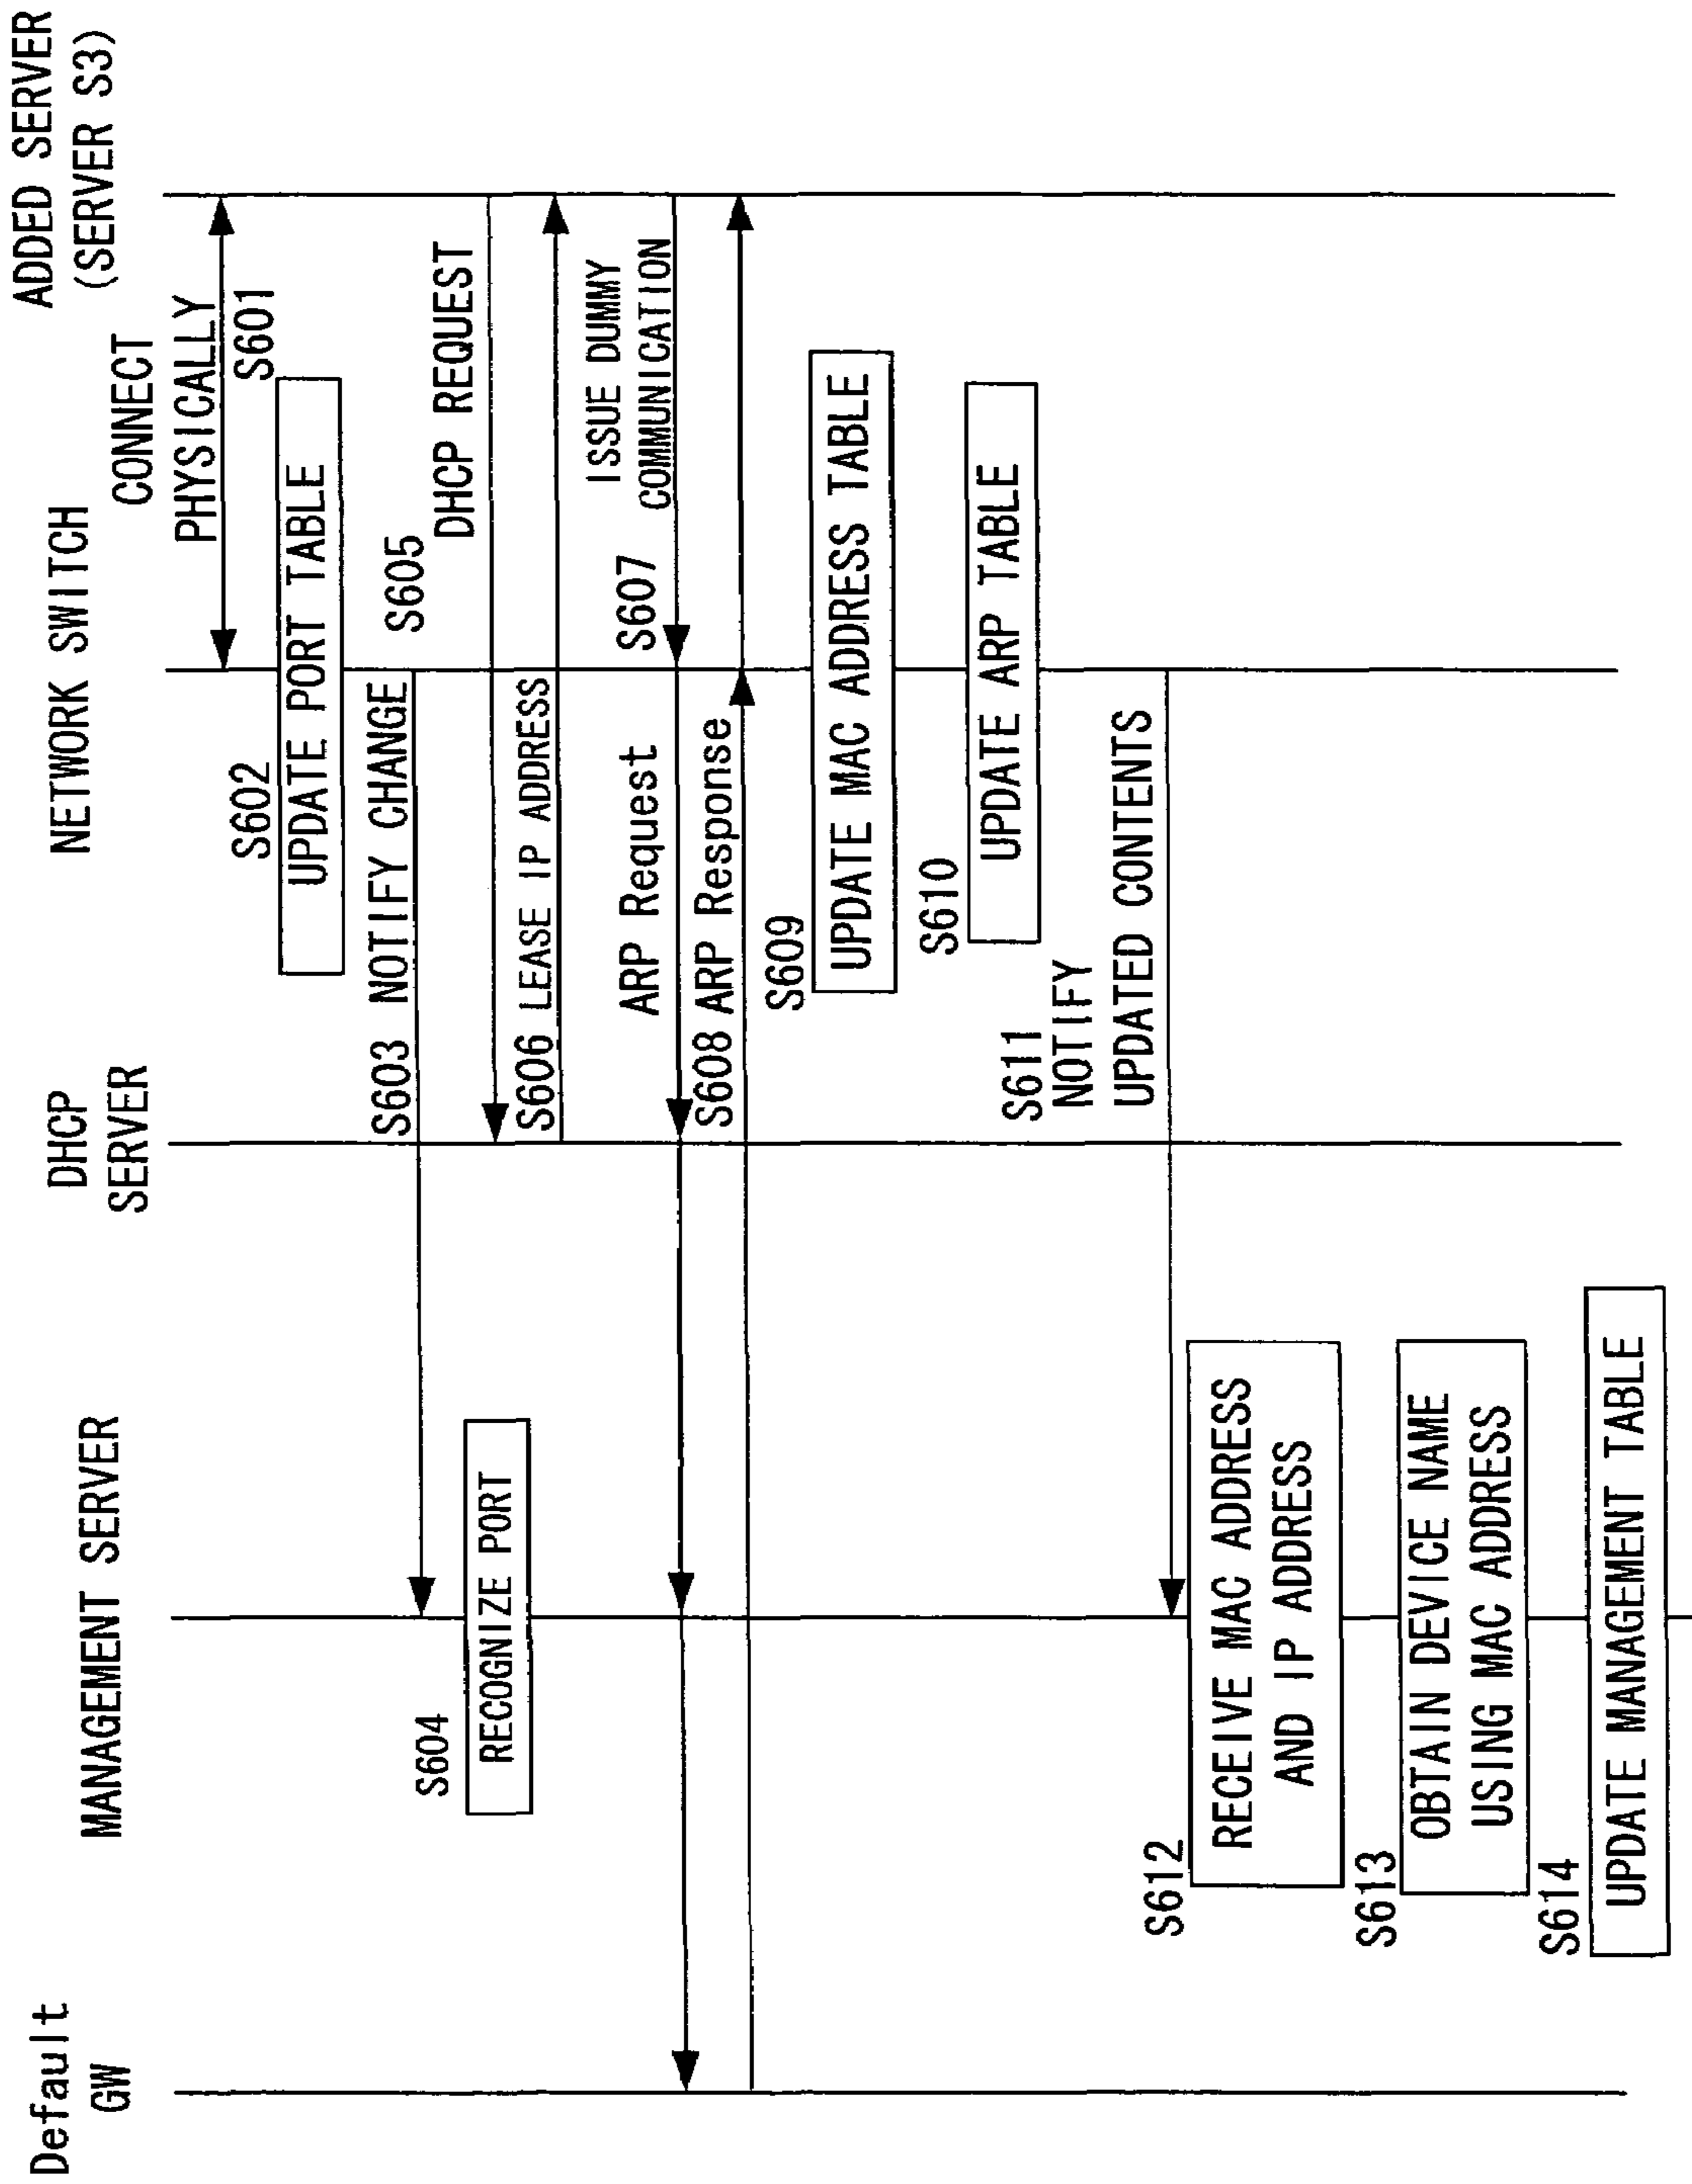 Default
GW
MANAGEMENT SERVER
DHCP
SERVER
NETWORK SWITCH
ADDED SERVER
(SERVER S3)
CONNECT
PHYSICALLY
S601
S602
UPDATE PORT TABLE
S603 NOTIFY CHANGE
S604
RECOGNIZE PORT
S605
DHCP REQUEST
S606 LEASE IP ADDRESS
ISSUE DUMMY
COMMUNICATION
S607
ARP Request
S608 ARP Response
S609
UPDATE MAC ADDRESS TABLE
S610
UPDATE ARP TABLE
S611
NOTIFY
UPDATED CONTENTS
S612
RECEIVE MAC ADDRESS
AND IP ADDRESS
S613
OBTAIN DEVICE NAME
USING MAC ADDRESS
S614
UPDATE MANAGEMENT TABLE